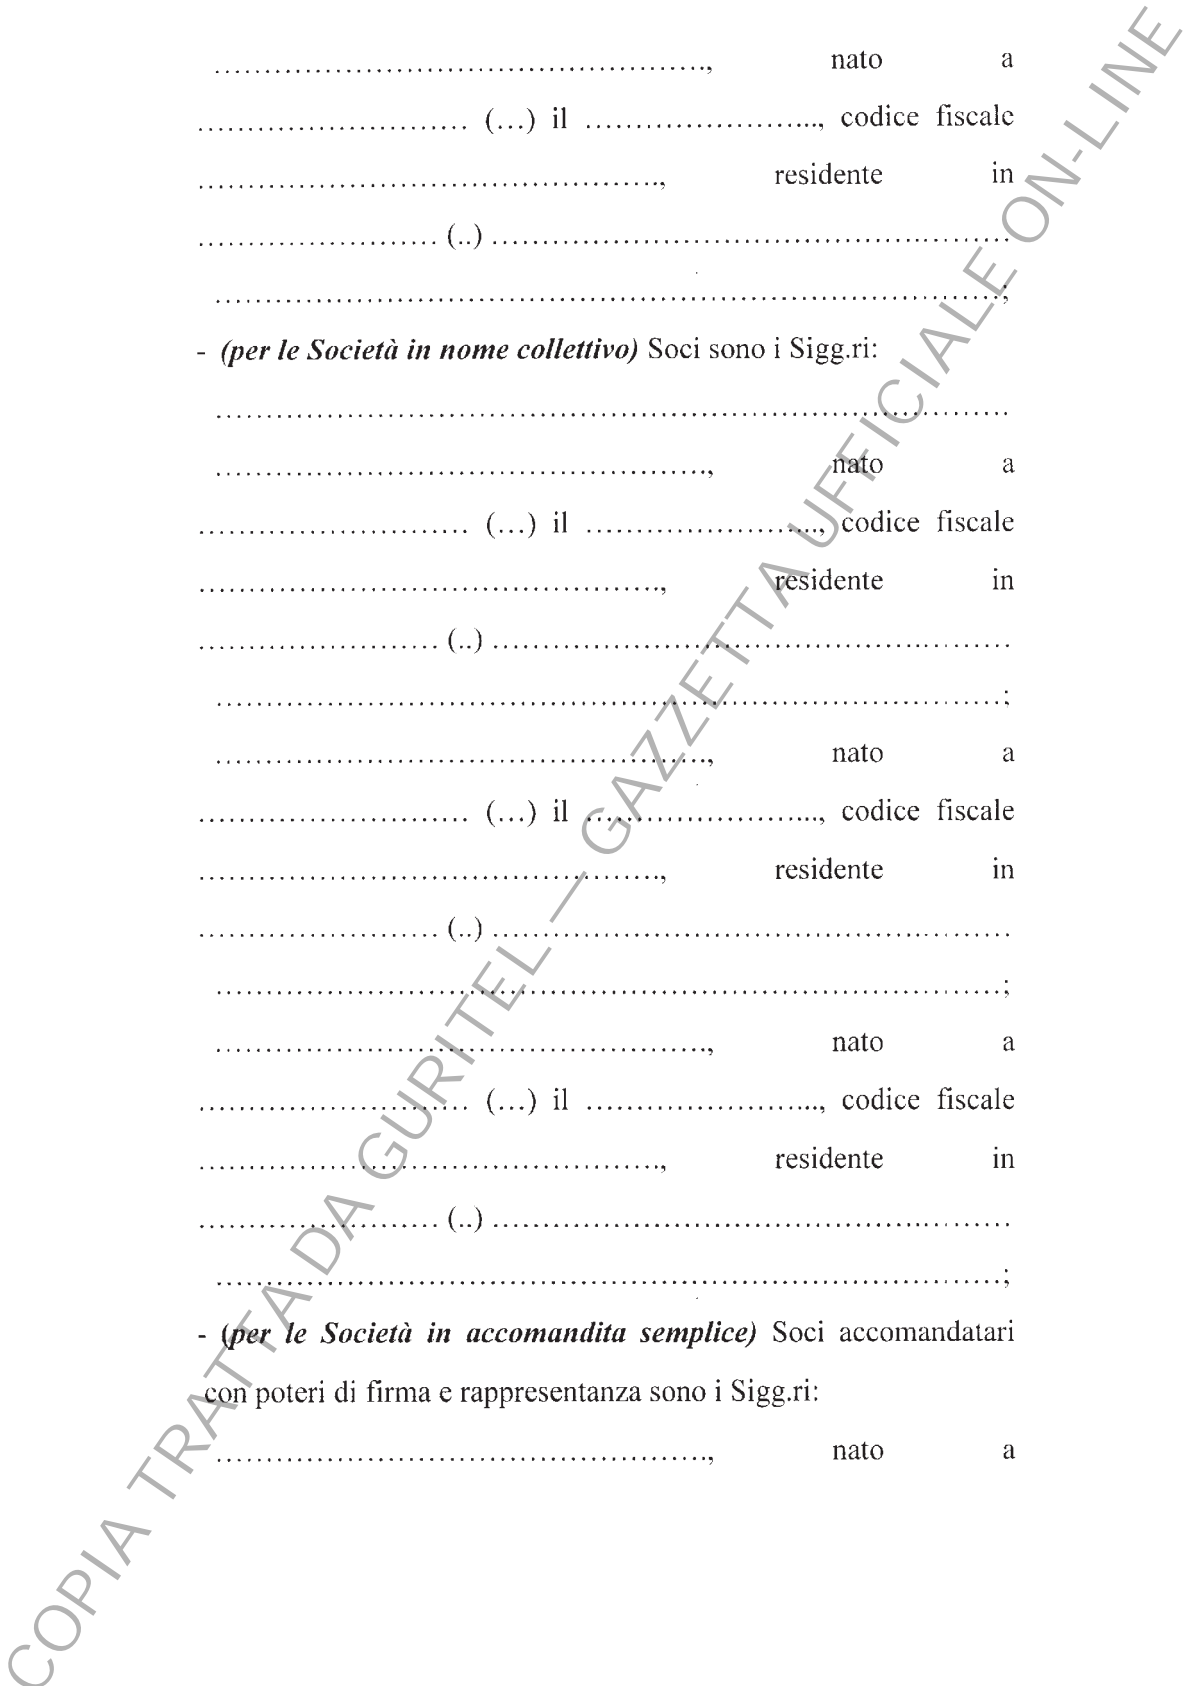 ……………………………………………., nato a
……………………… (…) il …………………..., codice fiscale
………………………………………., residente in
…………………… (..) ……………………………………………
……………………………………………………………………;
- (per le Società in nome collettivo) Soci sono i Sigg.ri:
……………………………………………………………………
……………………………………………., nato a
……………………… (…) il …………………..., codice fiscale
………………………………………., residente in
…………………… (..) ……………………………………………
……………………………………………………………………;
……………………………………………., nato a
……………………… (…) il …………………..., codice fiscale
………………………………………., residente in
…………………… (..) ……………………………………………
……………………………………………………………………;
……………………………………………., nato a
……………………… (…) il …………………..., codice fiscale
………………………………………., residente in
…………………… (..) ……………………………………………
……………………………………………………………………;
- (per le Società in accomandita semplice) Soci accomandatari
con poteri di firma e rappresentanza sono i Sigg.ri:
……………………………………………., nato a
COPIA TRATTA DA GURITEL — GAZZETTA UFFICIALE ON-LINE